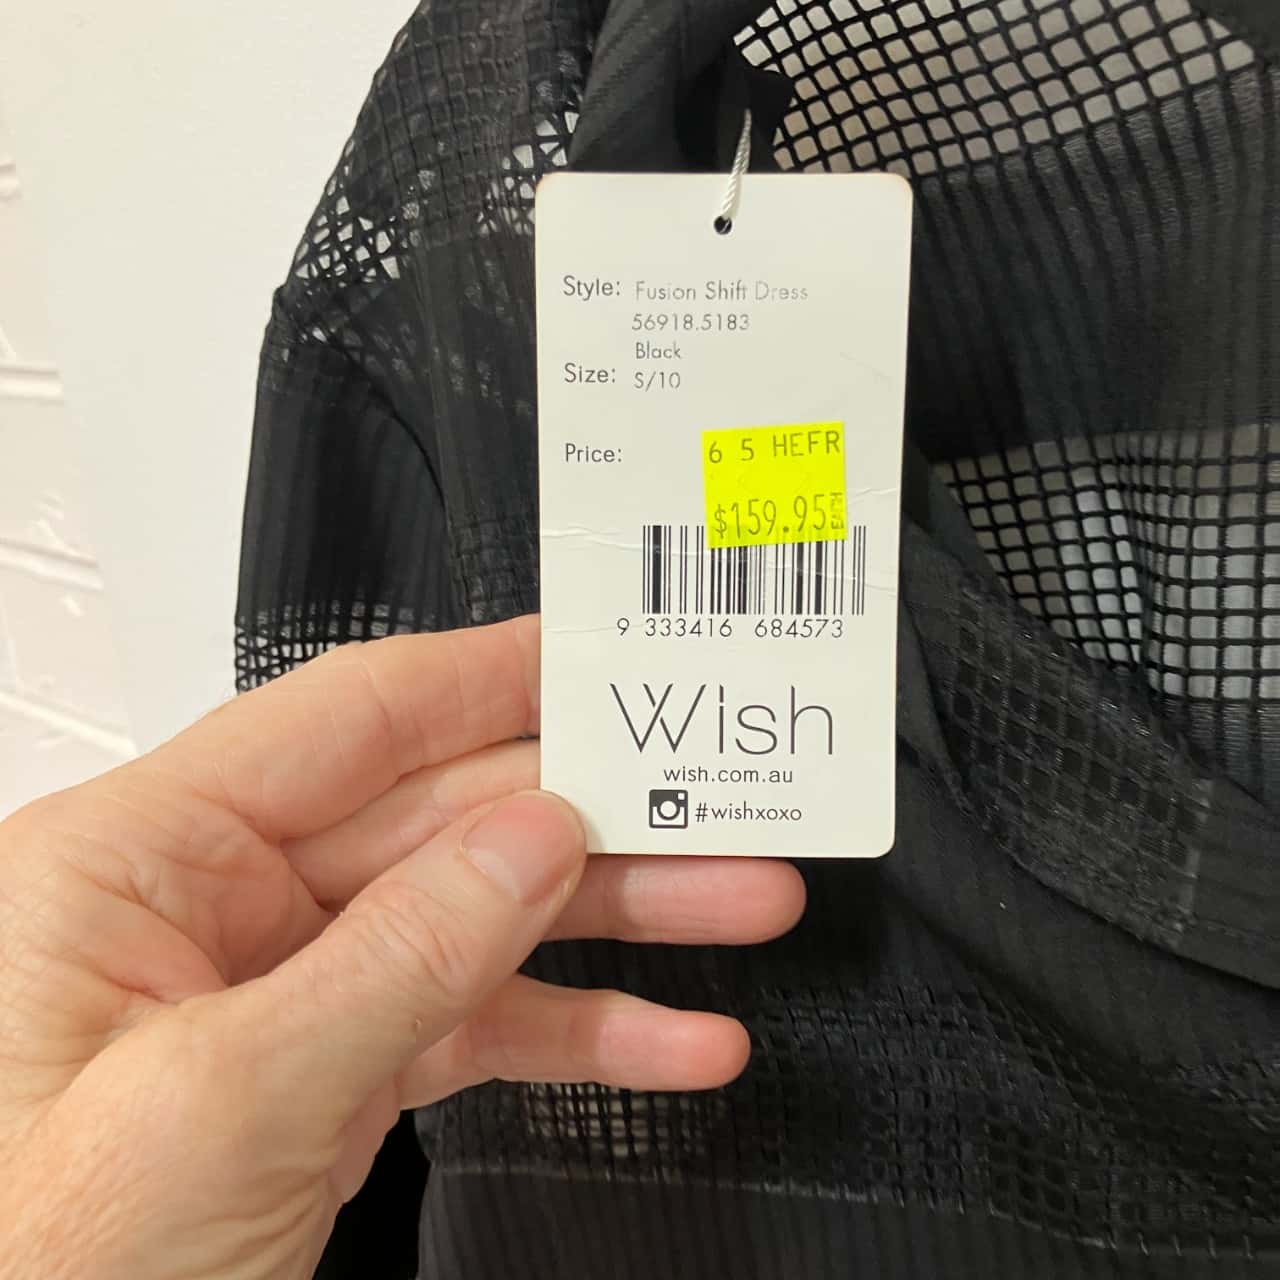 Style: Fusion Shift Dress
56918.5183
Black
Size: S/10
Price: 6 5 HEFR
$159.95 EACH
9 333416 684573
Wish
wish.com.au
#wishxoxo